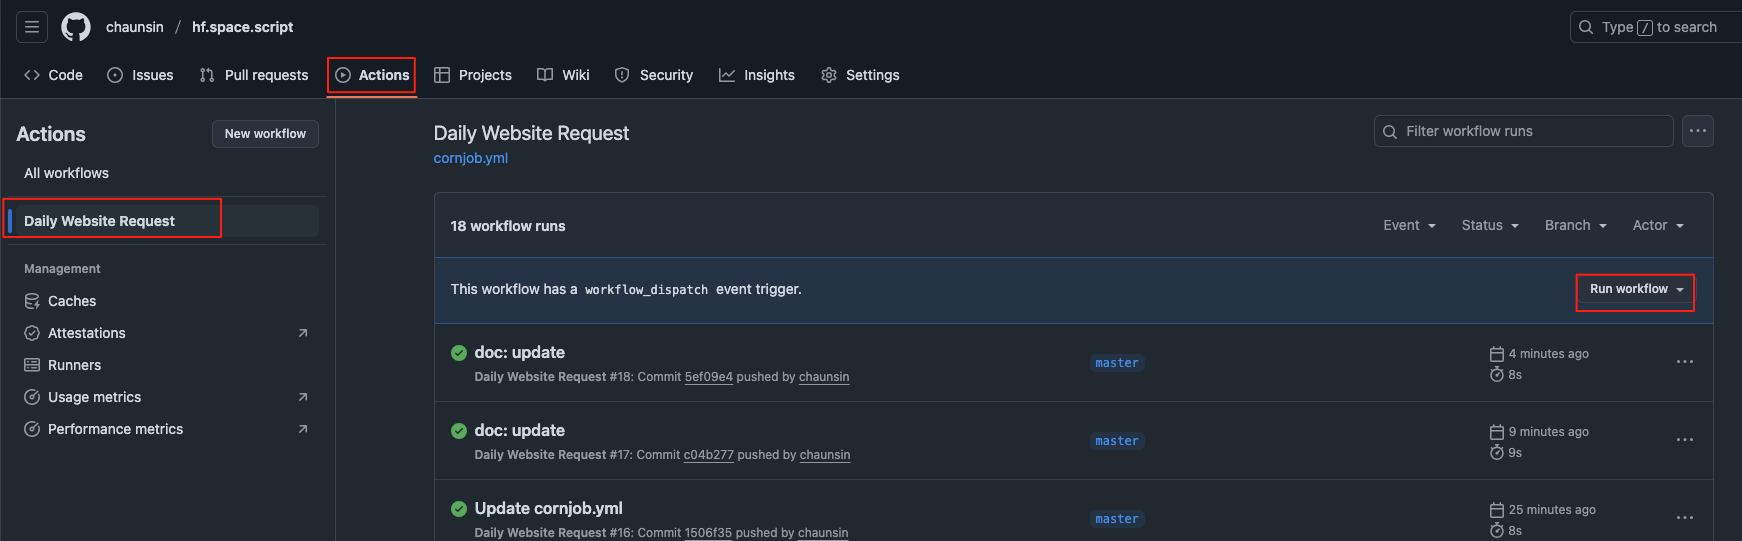 chaunsin / hf.space.script
Type / to search
Code Issues Pull requests Actions Projects Wiki Security Insights Settings
Actions
New workflow
All workflows
Daily Website Request
Management
Caches
Attestations
Runners
Usage metrics
Performance metrics
Daily Website Request
cornjob.yml
Filter workflow runs
18 workflow runs
Event Status Branch Actor
This workflow has a workflow_dispatch event trigger.
Run workflow
doc: update
Daily Website Request #18: Commit 5ef09e4 pushed by chaunsin
master
4 minutes ago
8s
doc: update
Daily Website Request #17: Commit c04b277 pushed by chaunsin
master
9 minutes ago
9s
Update cornjob.yml
Daily Website Request #16: Commit 1506f35 pushed by chaunsin
master
25 minutes ago
8s